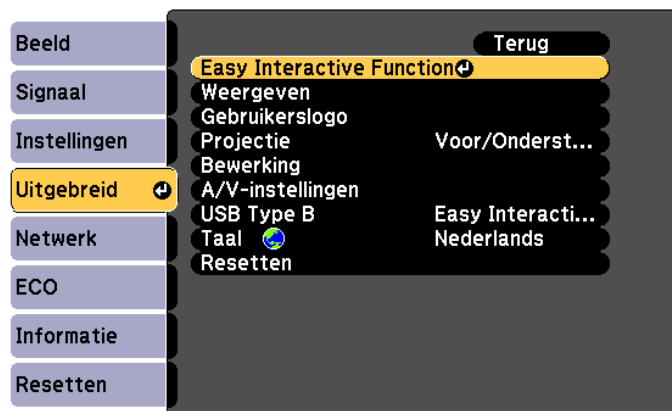 Beeld
Signaal
Instellingen
Uitgebreid
Netwerk
ECO
Informatie
Resetten
Terug
Easy Interactive Function
Weergeven
Gebruikerslogo
Projectie Voor/Onderst...
Bewerking
A/V-instellingen
USB Type B Easy Interacti...
Taal Nederlands
Resetten